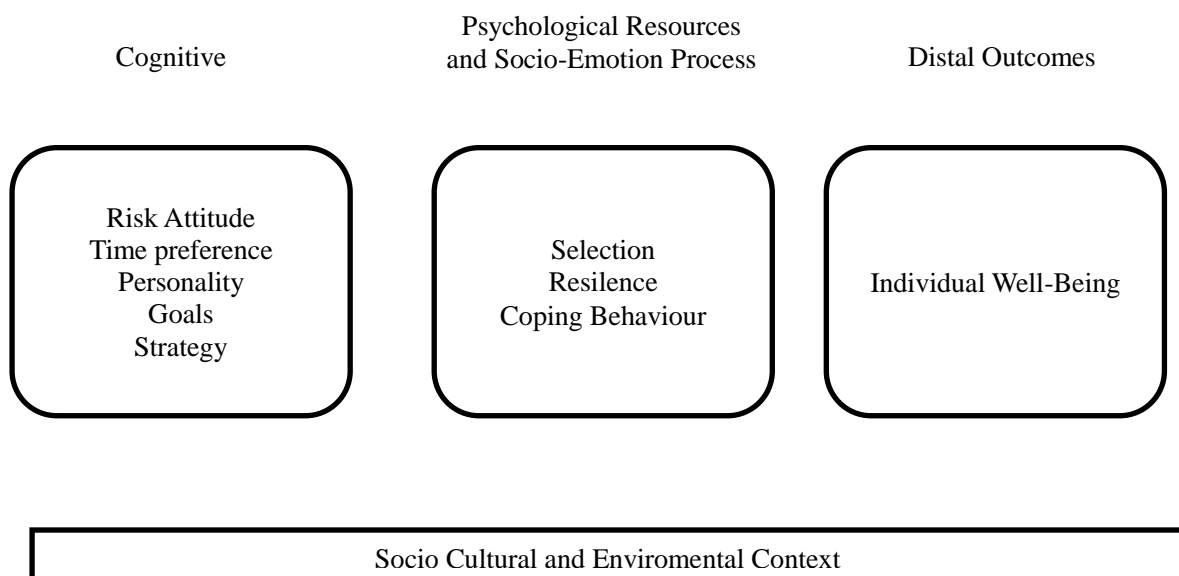 Cognitive
Psychological Resources
and Socio-Emotion Process
Distal Outcomes
Risk Attitude
Time preference
Personality
Goals
Strategy
Selection
Resilence
Coping Behaviour
Individual Well-Being
Socio Cultural and Enviromental Context